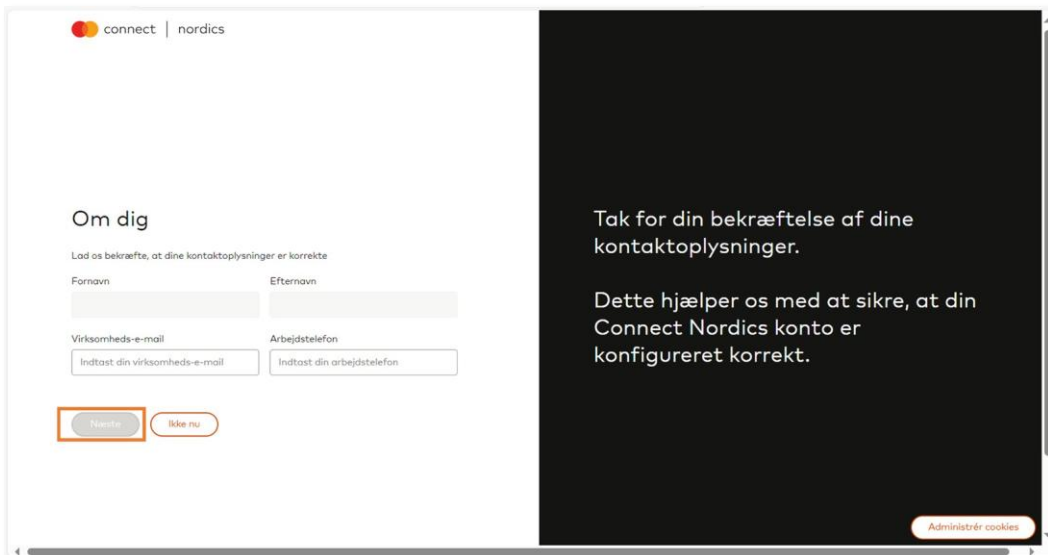 connect | nordics
Om dig
Lad os bekræfte, at dine kontaktoplysninger er korrekte
Fornavn
Efternavn
Virksomheds-e-mail
Arbejdstelefon
Indtast din virksomheds-e-mail
Indtast din arbejdstelefon
Næste
Ikke nu
Tak for din bekræftelse af dine
kontaktoplysninger.
Dette hjælper os med at sikre, at din
Connect Nordics konto er
konfigureret korrekt.
Administrér cookies